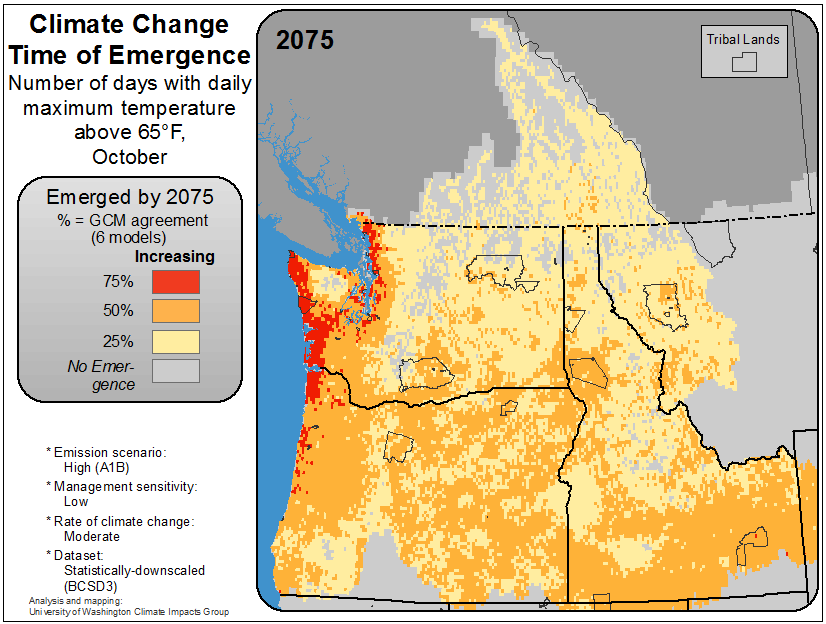 Climate Change
Time of Emergence
Number of days with daily
maximum temperature
above 65°F,
October
Emerged by 2075
% = GCM agreement
(6 models)
Increasing
75%
50%
25%
No Emer-
gence
* Emission scenario:
High (A1B)
* Management sensitivity:
Low
* Rate of climate change:
Moderate
* Dataset:
Statistically-downscaled
(BCSD3)
Analysis and mapping:
University of Washington Climate Impacts Group
2075
Tribal Lands